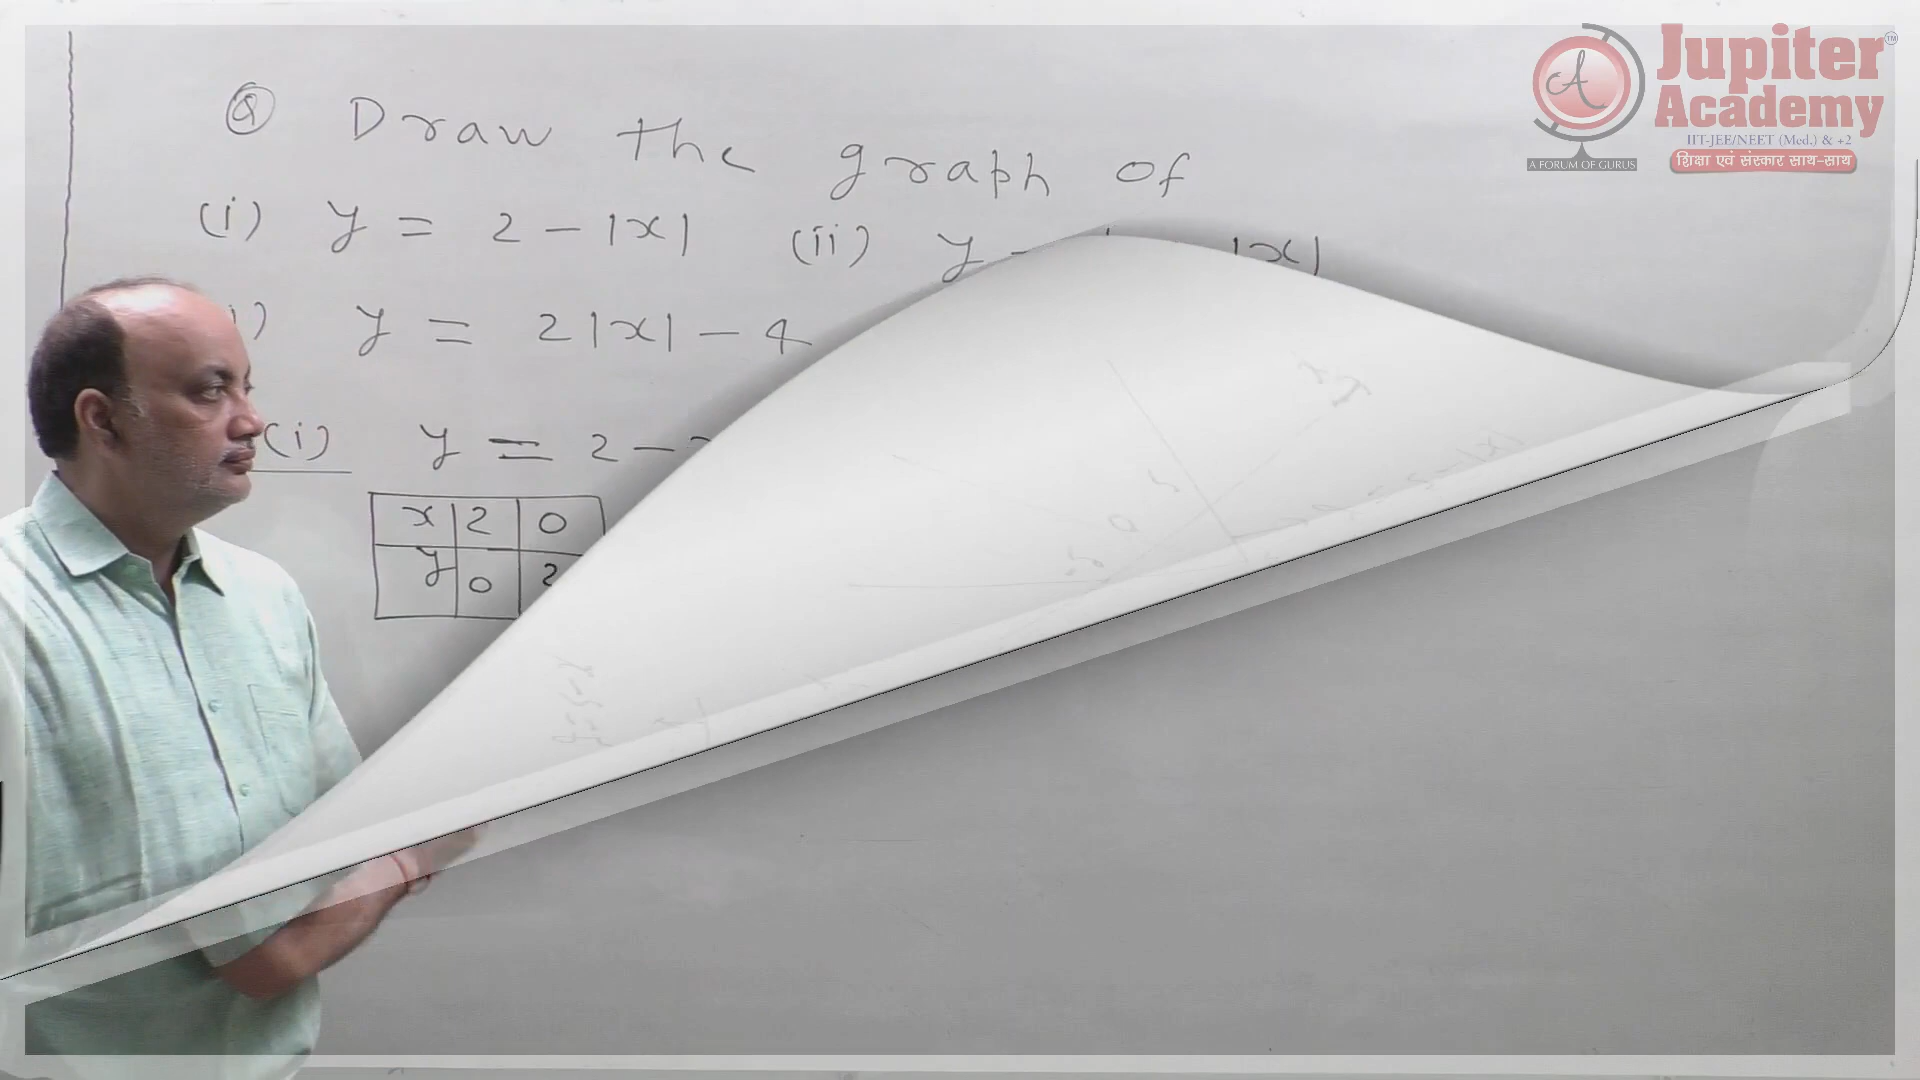 Jupiter
Academy
TM
IIT-JEE/NEET (Med.) & +2
A FORUM OF GURUS
शिक्षा एवं संस्कार साथ-साथ
Q Draw the graph of
(i) y = 2 - |x| (ii) y |x|
) y = 2|x| - 4
(i) y = 2 -
x 2 0
y 0 2